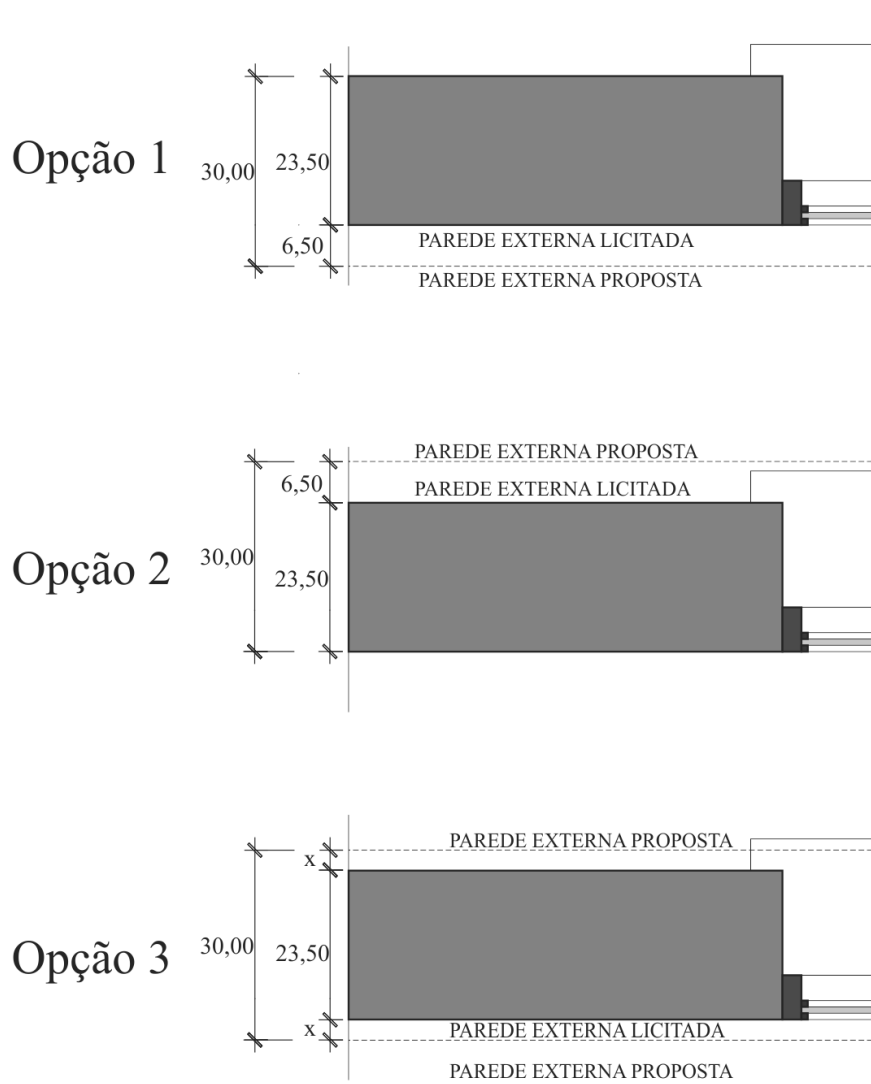 Opção 1
30,00
23,50
6,50
PAREDE EXTERNA LICITADA
PAREDE EXTERNA PROPOSTA
PAREDE EXTERNA PROPOSTA
6,50
PAREDE EXTERNA LICITADA
Opção 2
30,00
23,50
PAREDE EXTERNA PROPOSTA
x
Opção 3
30,00
23,50
x
PAREDE EXTERNA LICITADA
PAREDE EXTERNA PROPOSTA